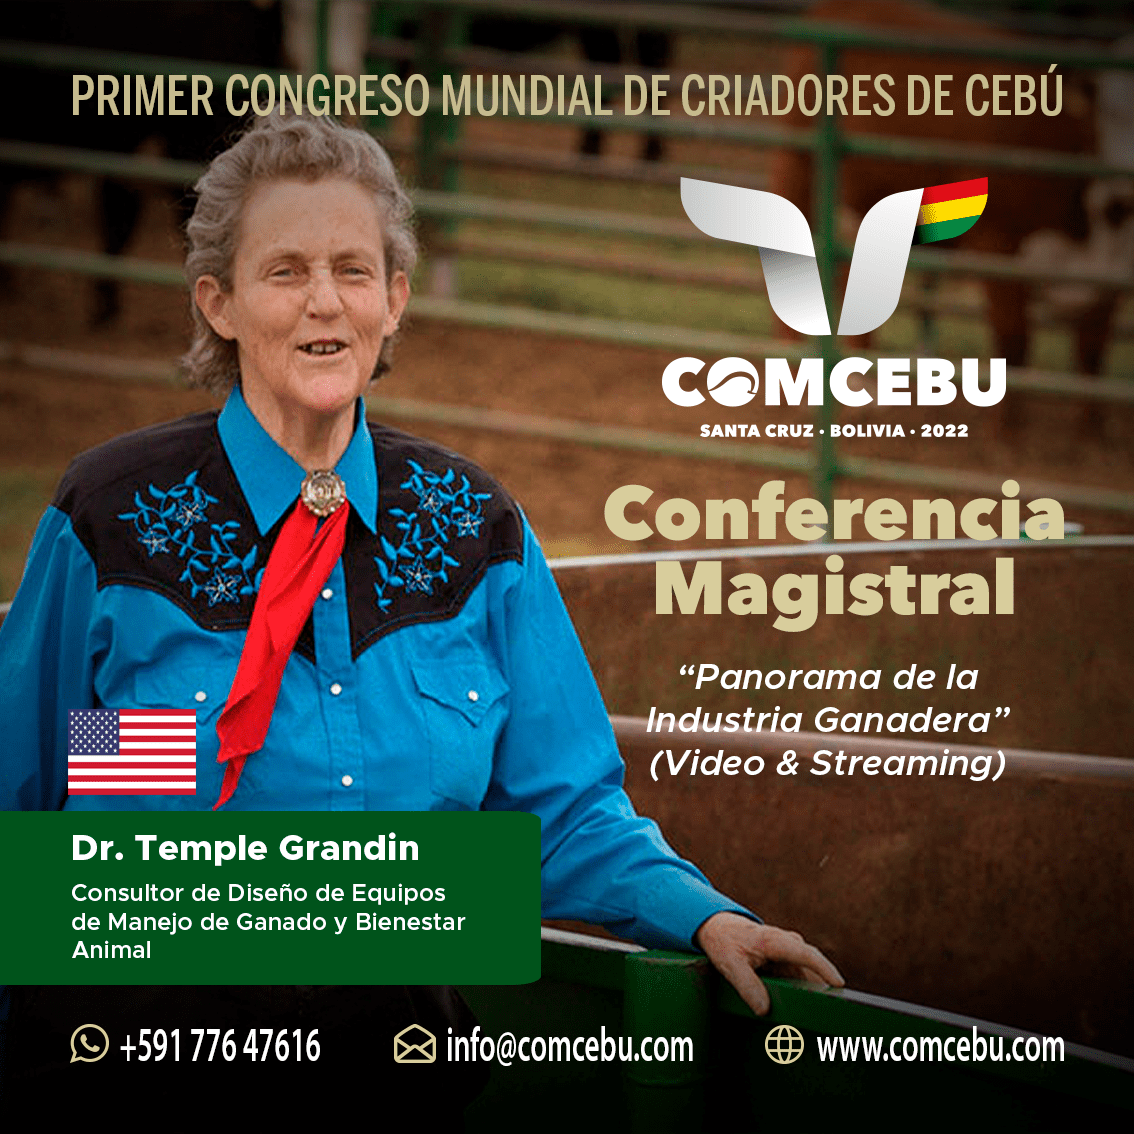 PRIMER CONGRESO MUNDIAL DE CRIADORES DE CEBÚ
COMCEBU
SANTA CRUZ · BOLIVIA · 2022
Conferencia
Magistral
“Panorama de la
Industria Ganadera”
(Video & Streaming)
Dr. Temple Grandin
Consultor de Diseño de Equipos
de Manejo de Ganado y Bienestar
Animal
+591 776 47616
info@comcebu.com
www.comcebu.com